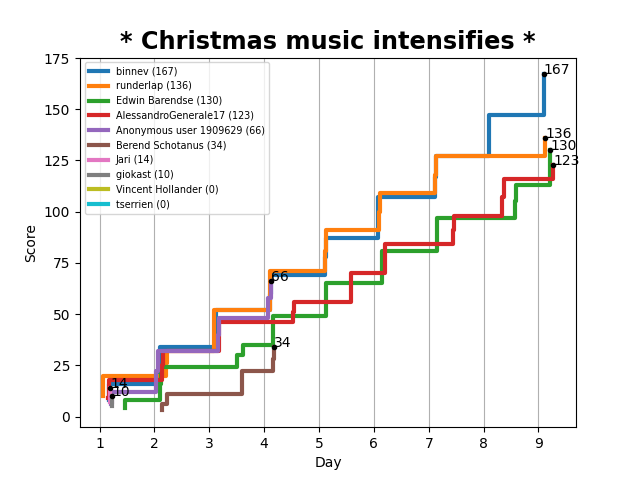 * Christmas music intensifies *
binnev (167)
runderlap (136)
Edwin Barendse (130)
AlessandroGenerale17 (123)
Anonymous user 1909629 (66)
Berend Schotanus (34)
Jari (14)
giokast (10)
Vincent Hollander (0)
tserrien (0)
167
136
130
123
66
34
14
10
Score
175
150
125
100
75
50
25
0
1 2 3 4 5 6 7 8 9
Day